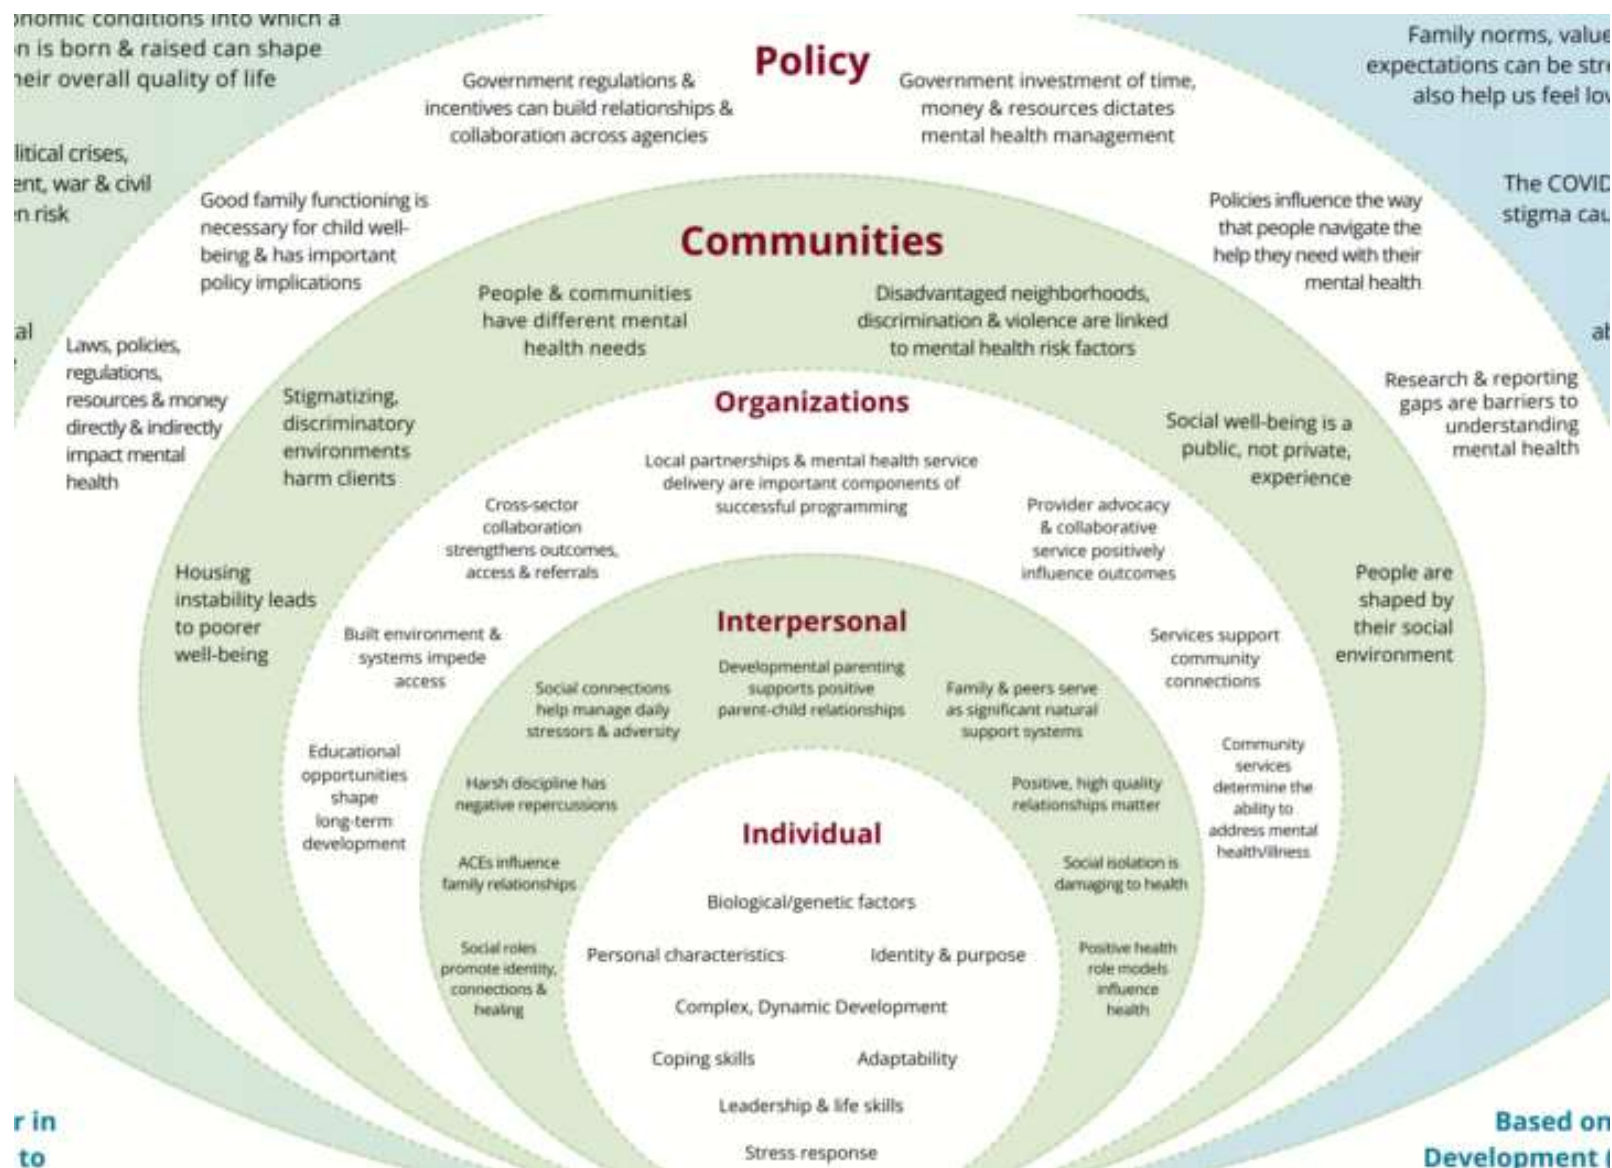 onomic conditions into which a
n is born & raised can shape
heir overall quality of life
litical crises,
ent, war & civil
n risk
al
Family norms, value
expectations can be stre
also help us feel lov
The COVID
stigma cau
ab
Policy
Government regulations &
incentives can build relationships &
collaboration across agencies
Government investment of time,
money & resources dictates
mental health management
Good family functioning is
necessary for child well-
being & has important
policy implications
Policies influence the way
that people navigate the
help they need with their
mental health
Laws, policies,
regulations,
resources & money
directly & indirectly
impact mental
health
Research & reporting
gaps are barriers to
understanding
mental health
Communities
People & communities
have different mental
health needs
Disadvantaged neighborhoods,
discrimination & violence are linked
to mental health risk factors
Stigmatizing,
discriminatory
environments
harm clients
Social well-being is a
public, not private,
experience
Housing
instability leads
to poorer
well-being
People are
shaped by
their social
environment
Organizations
Local partnerships & mental health service
delivery are important components of
successful programming
Cross-sector
collaboration
strengthens outcomes,
access & referrals
Provider advocacy
& collaborative
service positively
influence outcomes
Built environment &
systems impede
access
Services support
community
connections
Educational
opportunities
shape
long-term
development
Community
services
determine the
ability to
address mental
health/illness
Interpersonal
Developmental parenting
supports positive
parent-child relationships
Social connections
help manage daily
stressors & adversity
Family & peers serve
as significant natural
support systems
Harsh discipline has
negative repercussions
Positive, high quality
relationships matter
ACEs influence
family relationships
Social isolation is
damaging to health
Social roles
promote identity,
connections &
healing
Positive health
role models
influence
health
Individual
Biological/genetic factors
Personal characteristics
Identity & purpose
Complex, Dynamic Development
Coping skills
Adaptability
Leadership & life skills
Stress response
r in
to
Based on
Development (